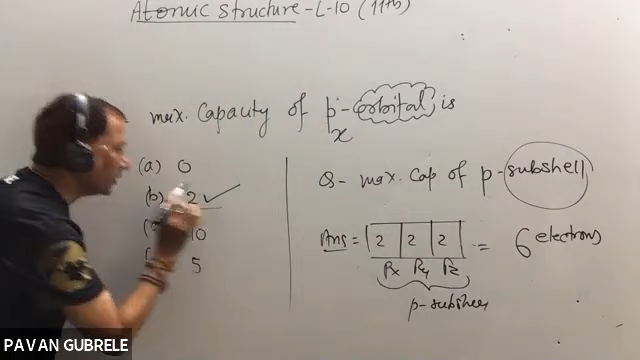 Atomic structure - L-10 (11th)
max. Capacity of p-orbital is
x
(a) 0
(b) 2 ✓
10
5
Q- max. cap of p-subshell
Ans = 2 2 2 = 6 electrons
Px Py Pz
p-subshell
PAVAN GUBRELE